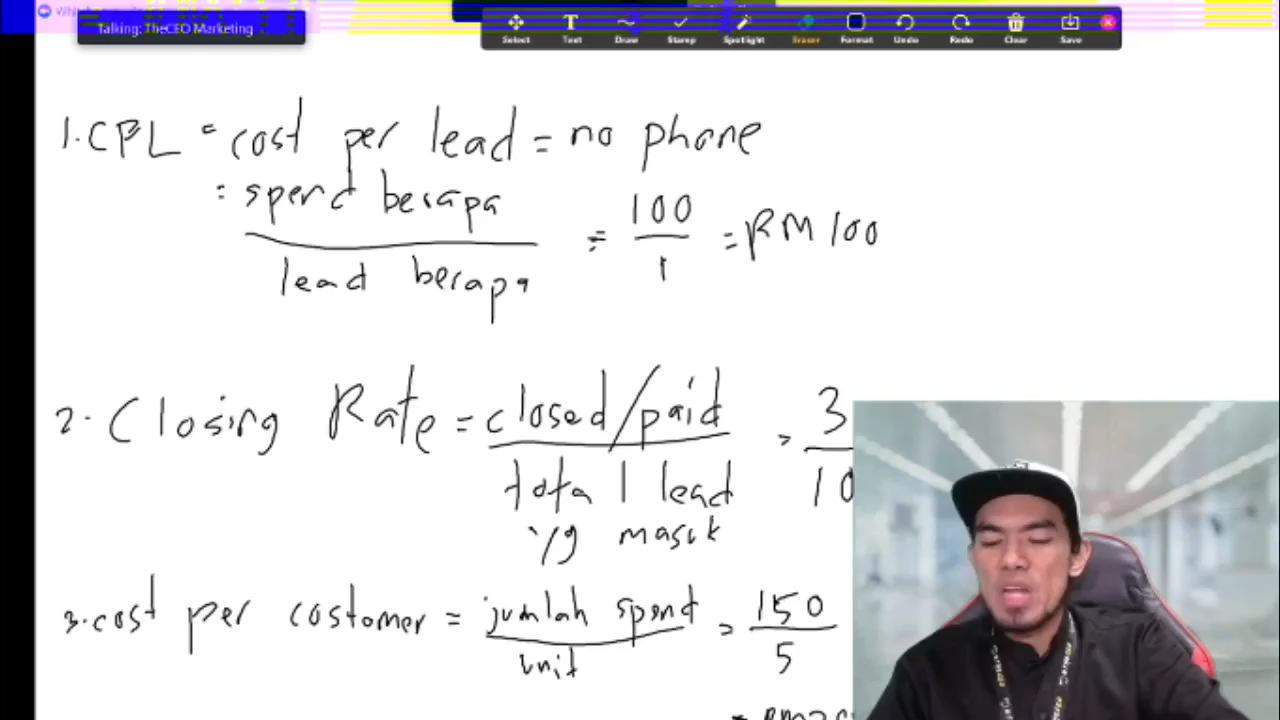 Talking: TheCEO Marketing
Select Text Draw Stamp Spotlight Eraser Format Undo Redo Clear Save
1. CPL = cost per lead = no phone
= spend berapa
lead berapa
= 100
1
= RM 100
2. Closing Rate = closed/paid
total lead
yg masuk
= 3
10
3. cost per costomer = jumlah spend
unit
= 150
5